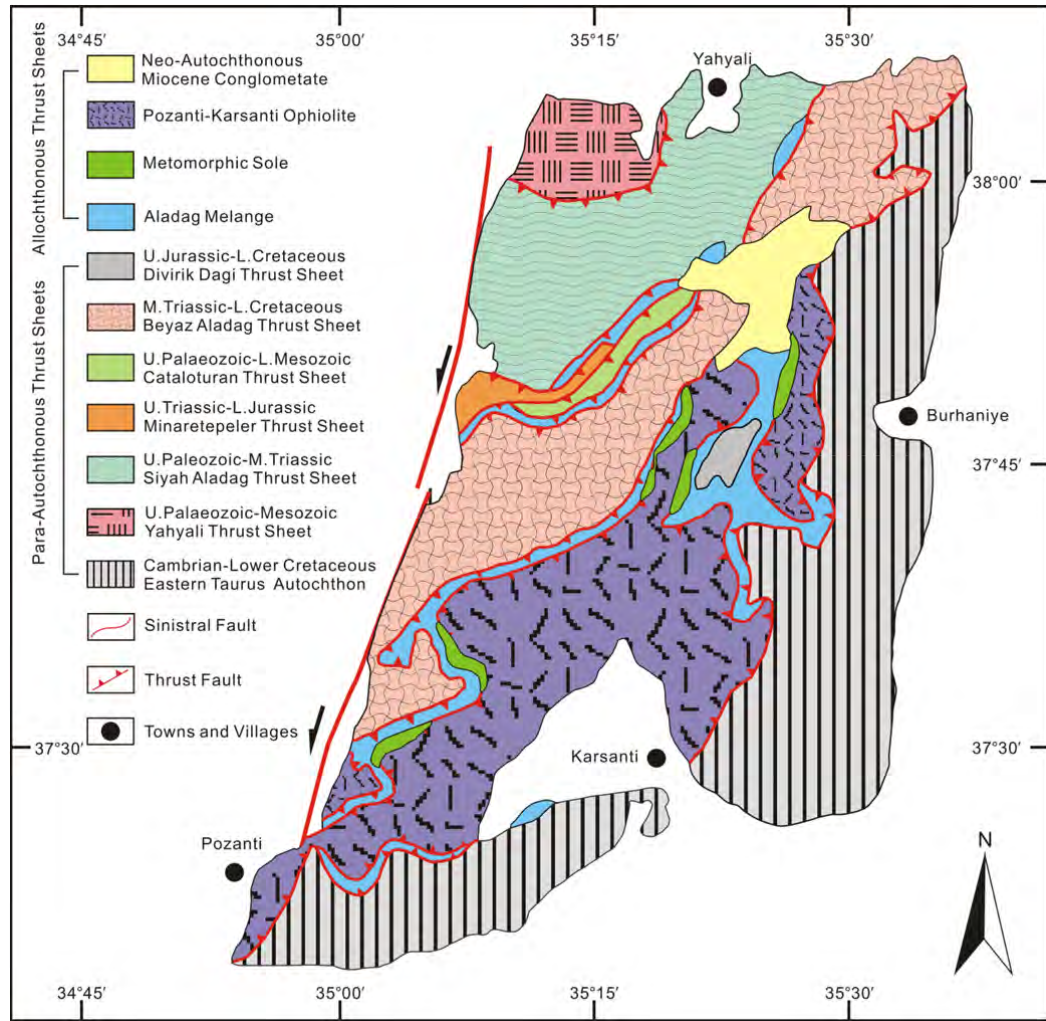 34°45′ 35°00′ 35°15′ 35°30′
Allochthonous Thrust Sheets
Para-Autochthonous Thrust Sheets
Neo-Autochthonous
Miocene Conglometate
Pozanti-Karsanti Ophiolite
Metomorphic Sole
Aladag Melange
U.Jurassic-L.Cretaceous
Divirik Dagi Thrust Sheet
M.Triassic-L.Cretaceous
Beyaz Aladag Thrust Sheet
U.Palaeozoic-L.Mesozoic
Cataloturan Thrust Sheet
U.Triassic-L.Jurassic
Minaretepeler Thrust Sheet
U.Paleozoic-M.Triassic
Siyah Aladag Thrust Sheet
U.Palaeozoic-Mesozoic
Yahyali Thrust Sheet
Cambrian-Lower Cretaceous
Eastern Taurus Autochthon
Sinistral Fault
Thrust Fault
Towns and Villages
Yahyali
38°00′
Burhaniye
37°45′
Karsanti
37°30′ 37°30′
Pozanti
N
34°45′ 35°00′ 35°15′ 35°30′